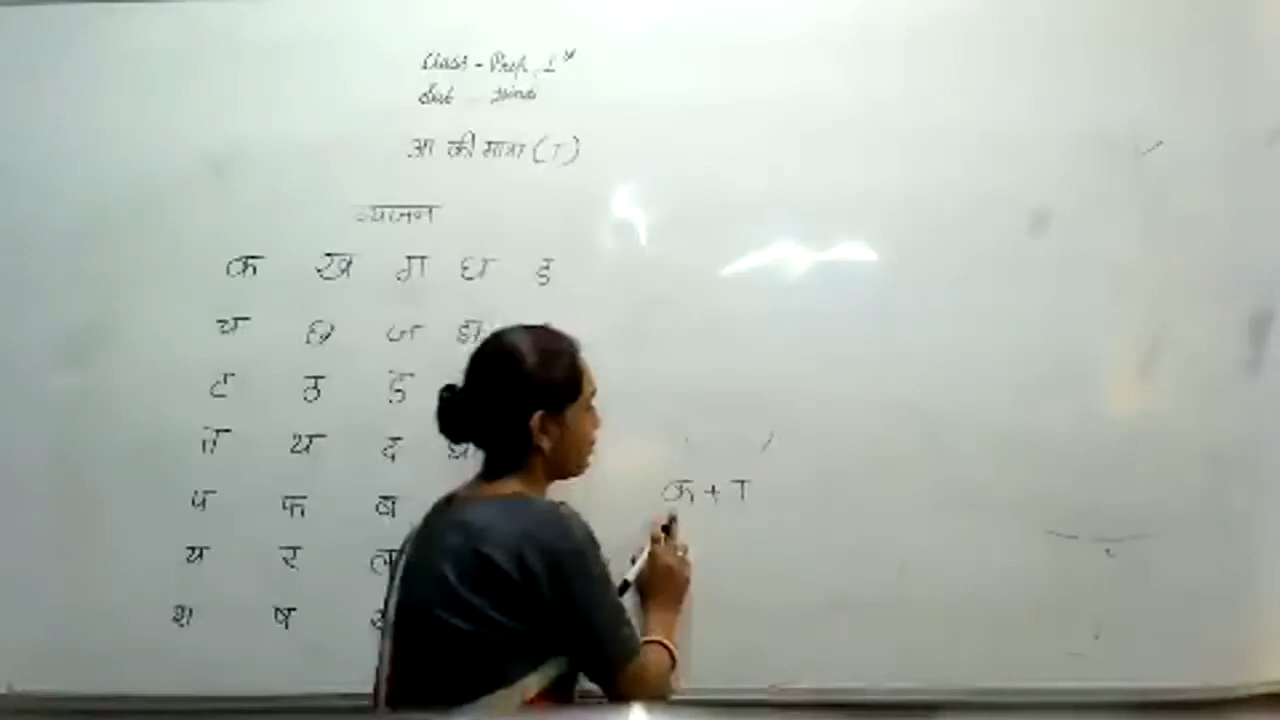 Class - Prep. 1st
Sub - Hindi
आ की मात्रा (ा)
व्यंजन
क ख ग घ ङ
च छ ज झ
ट ठ ड
त थ द ध
प फ ब
य र ल
श ष
क + ा